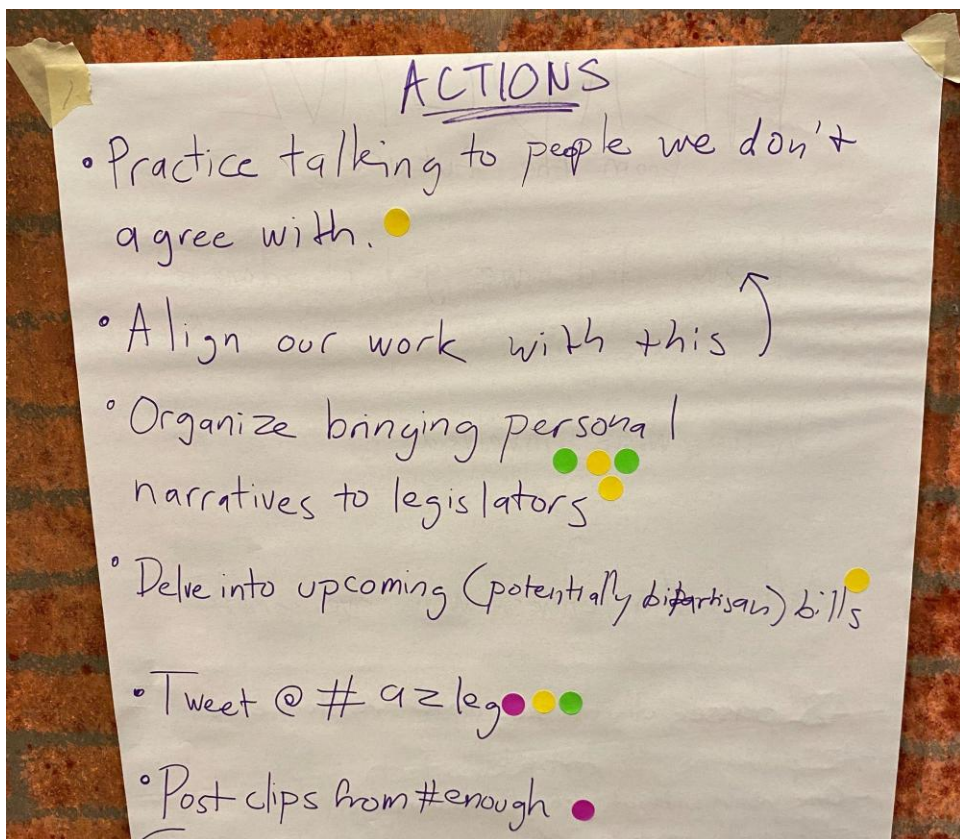 ACTIONS
• Practice talking to people we don't
agree with.
• Align our work with this
• Organize bringing personal
narratives to legislators
• Delve into upcoming (potentially bipartisan) bills
• Tweet @ # azleg
• Post clips from #enough